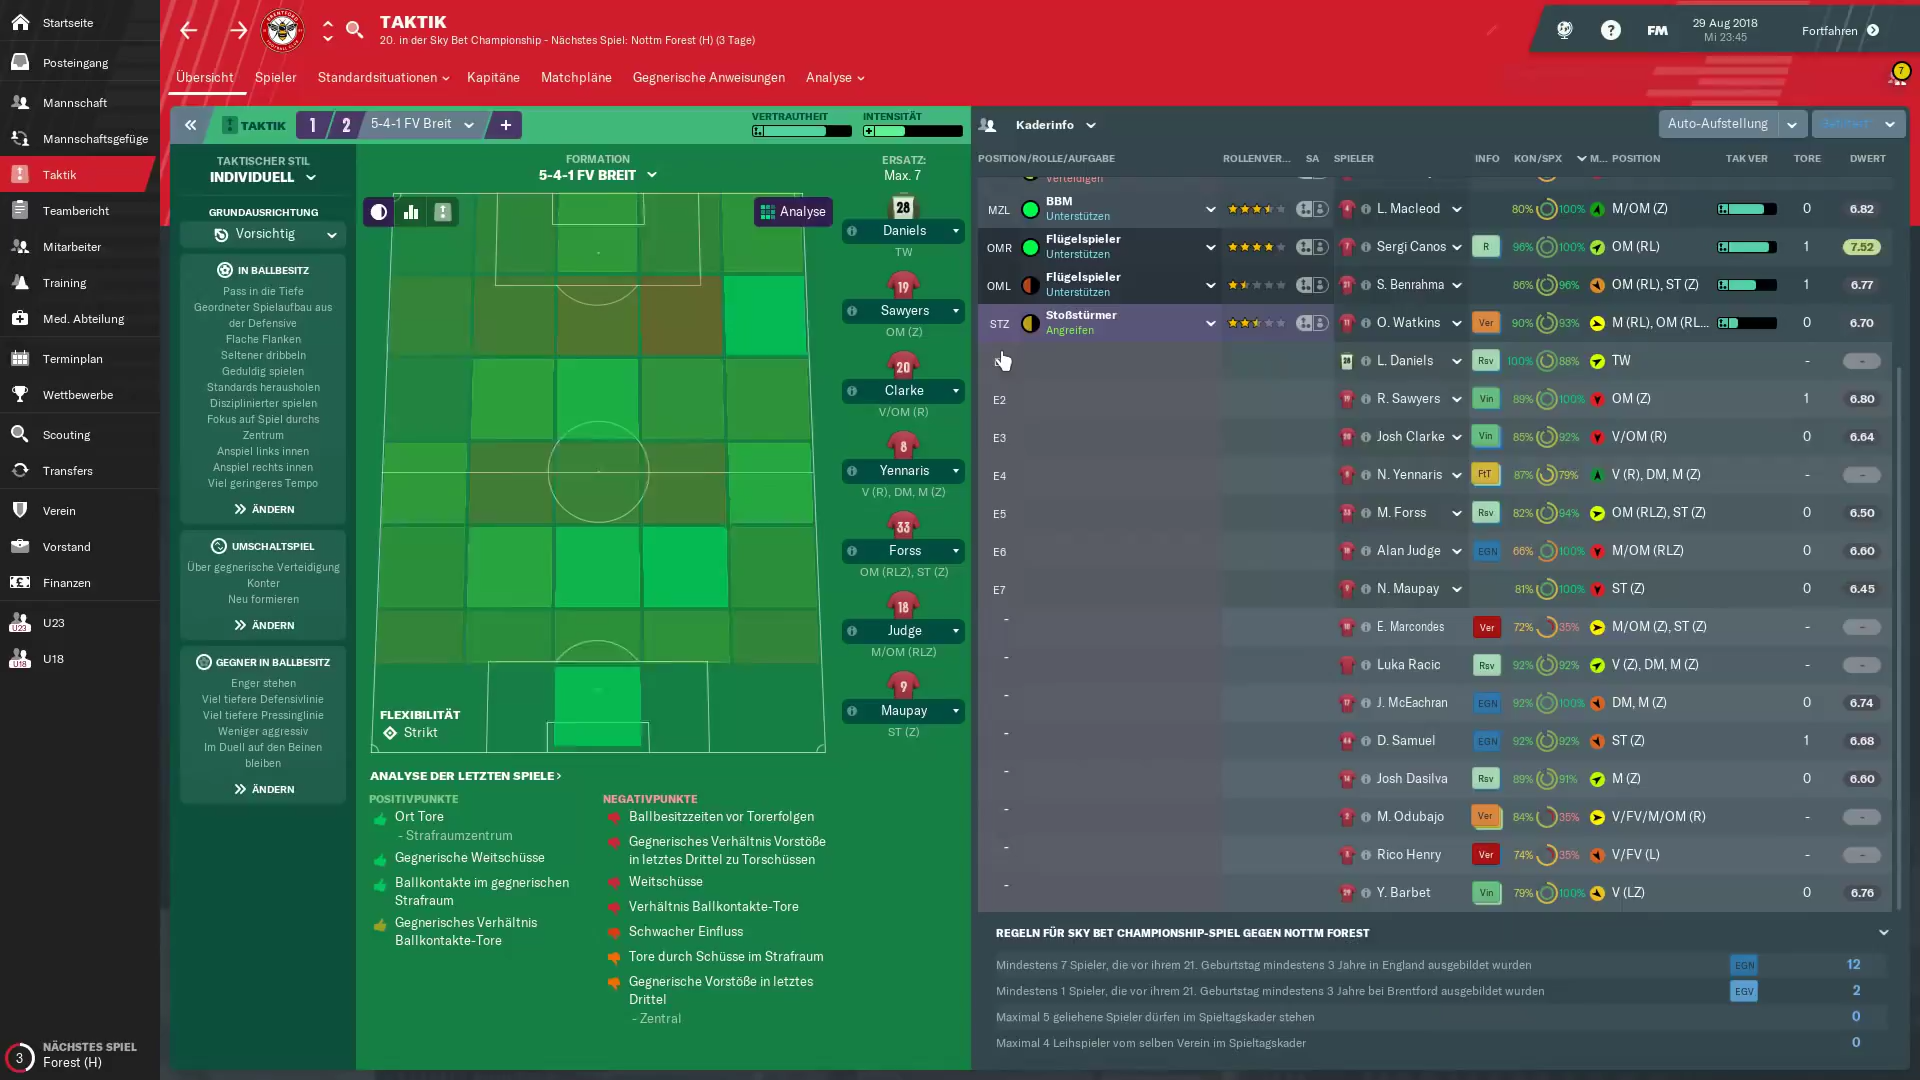 Startseite
Posteingang
Mannschaft
Mannschaftsgefüge
Taktik
Teambericht
Mitarbeiter
Training
Med. Abteilung
Terminplan
Wettbewerbe
Scouting
Transfers
Verein
Vorstand
Finanzen
U23
U18
3
NÄCHSTES SPIEL
Forest (H)
TAKTIK
20. in der Sky Bet Championship - Nächstes Spiel: Nottm Forest (H) (3 Tage)
FM
29 Aug 2018
Mi 23:45
Fortfahren
7
Übersicht
Spieler
Standardsituationen
Kapitäne
Matchpläne
Gegnerische Anweisungen
Analyse
TAKTIK
1
2
5-4-1 FV Breit
VERTRAUTHEIT
INTENSITÄT
TAKTISCHER STIL
INDIVIDUELL
GRUNDAUSRICHTUNG
Vorsichtig
IN BALLBESITZ
Pass in die Tiefe
Geordneter Spielaufbau aus
der Defensive
Flache Flanken
Seltener dribbeln
Geduldig spielen
Standards herausholen
Disziplinierter spielen
Fokus auf Spiel durchs
Zentrum
Anspiel links innen
Anspiel rechts innen
Viel geringeres Tempo
ÄNDERN
UMSCHALTSPIEL
Über gegnerische Verteidigung
Konter
Neu formieren
ÄNDERN
GEGNER IN BALLBESITZ
Enger stehen
Viel tiefere Defensivlinie
Viel tiefere Pressinglinie
Weniger aggressiv
Im Duell auf den Beinen
bleiben
ÄNDERN
FORMATION
5-4-1 FV BREIT
Analyse
FLEXIBILITÄT
Strikt
ERSATZ:
Max. 7
28
Daniels
TW
19
Sawyers
OM (Z)
20
Clarke
V/OM (R)
8
Yennaris
V (R), DM, M (Z)
33
Forss
OM (RLZ), ST (Z)
18
Judge
M/OM (RLZ)
9
Maupay
ST (Z)
ANALYSE DER LETZTEN SPIELE
POSITIVPUNKTE
Ort Tore
- Strafraumzentrum
Gegnerische Weitschüsse
Ballkontakte im gegnerischen
Strafraum
Gegnerisches Verhältnis
Ballkontakte-Tore
NEGATIVPUNKTE
Ballbesitzzeiten vor Torerfolgen
Gegnerisches Verhältnis Vorstöße
in letztes Drittel zu Torschüssen
Weitschüsse
Verhältnis Ballkontakte-Tore
Schwacher Einfluss
Tore durch Schüsse im Strafraum
Gegnerische Vorstöße in letztes
Drittel
- Zentral
Kaderinfo
Auto-Aufstellung
POSITION/ROLLE/AUFGABE ROLLENVER... SA SPIELER INFO KON/SPX M... POSITION TAK VER TORE DWERT
Verteidigen
MZL BBM Unterstützen L. Macleod 80% 100% M/OM (Z) 0 6.82
OMR Flügelspieler Unterstützen Sergi Canos R 96% 100% OM (RL) 1 7.52
OML Flügelspieler Unterstützen S. Benrahma 86% 96% OM (RL), ST (Z) 1 6.77
STZ Stoßstürmer Angreifen O. Watkins Ver 90% 93% M (RL), OM (RL... 0 6.70
L. Daniels Rsv 100% 88% TW - -
E2 R. Sawyers Vin 89% 100% OM (Z) 1 6.80
E3 Josh Clarke Vin 85% 92% V/OM (R) 0 6.64
E4 N. Yennaris FtT 87% 79% V (R), DM, M (Z) - -
E5 M. Forss Rsv 82% 94% OM (RLZ), ST (Z) 0 6.50
E6 Alan Judge EGN 66% 100% M/OM (RLZ) 0 6.60
E7 N. Maupay 81% 100% ST (Z) 0 6.45
- E. Marcondes Ver 72% 35% M/OM (Z), ST (Z) - -
- Luka Racic Rsv 92% 92% V (Z), DM, M (Z) - -
- J. McEachran EGN 92% 100% DM, M (Z) 0 6.74
- D. Samuel EGN 92% 92% ST (Z) 1 6.68
- Josh Dasilva Rsv 89% 91% M (Z) 0 6.60
- M. Odubajo Ver 84% 35% V/FV/M/OM (R) - -
- Rico Henry Ver 74% 35% V/FV (L) - -
- Y. Barbet Vin 79% 100% V (LZ) 0 6.76
REGELN FÜR SKY BET CHAMPIONSHIP-SPIEL GEGEN NOTTM FOREST
Mindestens 7 Spieler, die vor ihrem 21. Geburtstag mindestens 3 Jahre in England ausgebildet wurden EGN 12
Mindestens 1 Spieler, die vor ihrem 21. Geburtstag mindestens 3 Jahre bei Brentford ausgebildet wurden EGV 2
Maximal 5 geliehene Spieler dürfen im Spieltagskader stehen 0
Maximal 4 Leihspieler vom selben Verein im Spieltagskader 0